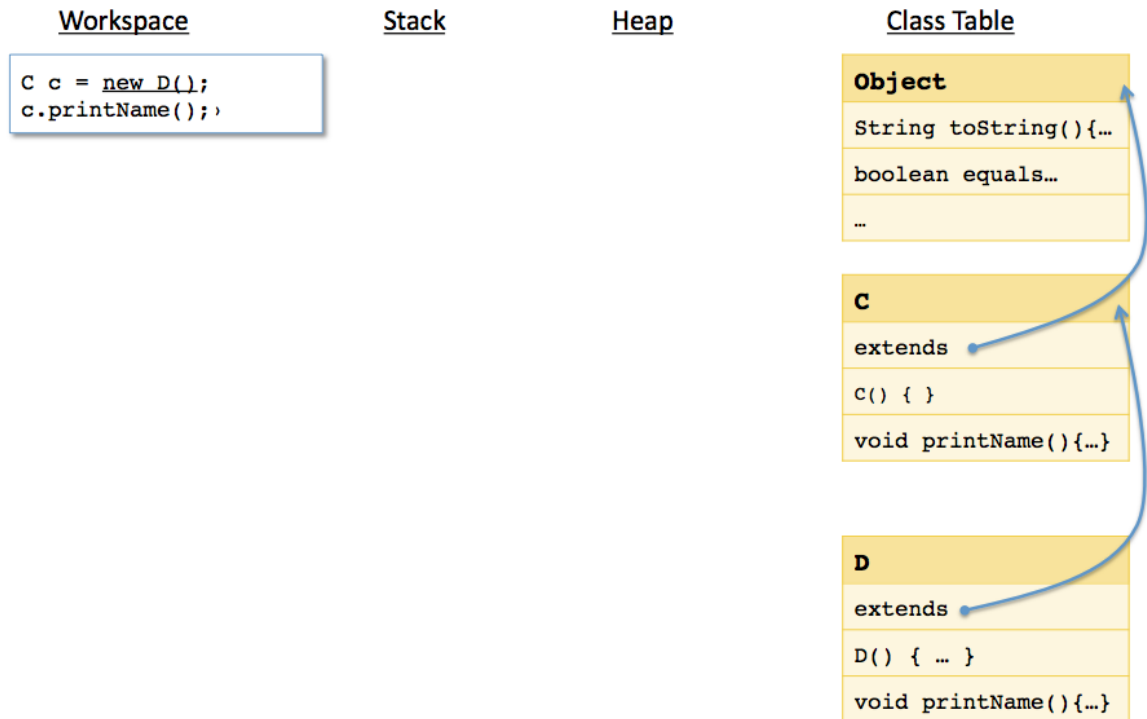 Workspace
Stack
Heap
Class Table
C c = new D();
c.printName();
Object
String toString(){…
boolean equals…
…
C
extends
C() { }
void printName(){…}
D
extends
D() { … }
void printName(){…}